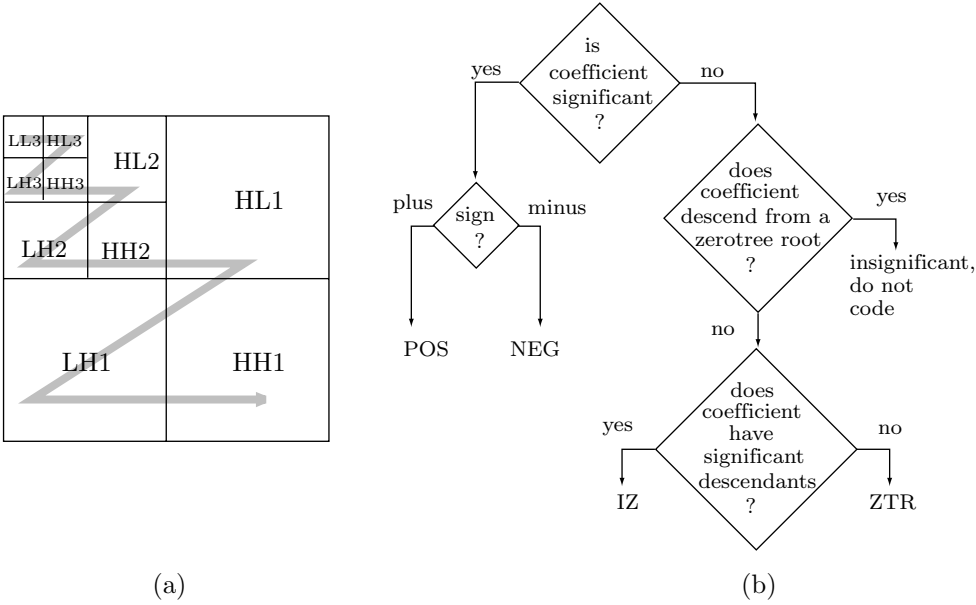 LL3 HL3
LH3 HH3
HL2
HL1
LH2
HH2
LH1
HH1
(a)
is
coefficient
significant
?
yes
no
sign
?
plus
minus
POS
NEG
does
coefficient
descend from a
zerotree root
?
yes
insignificant,
do not
code
no
does
coefficient
have
significant
descendants
?
yes
no
IZ
ZTR
(b)